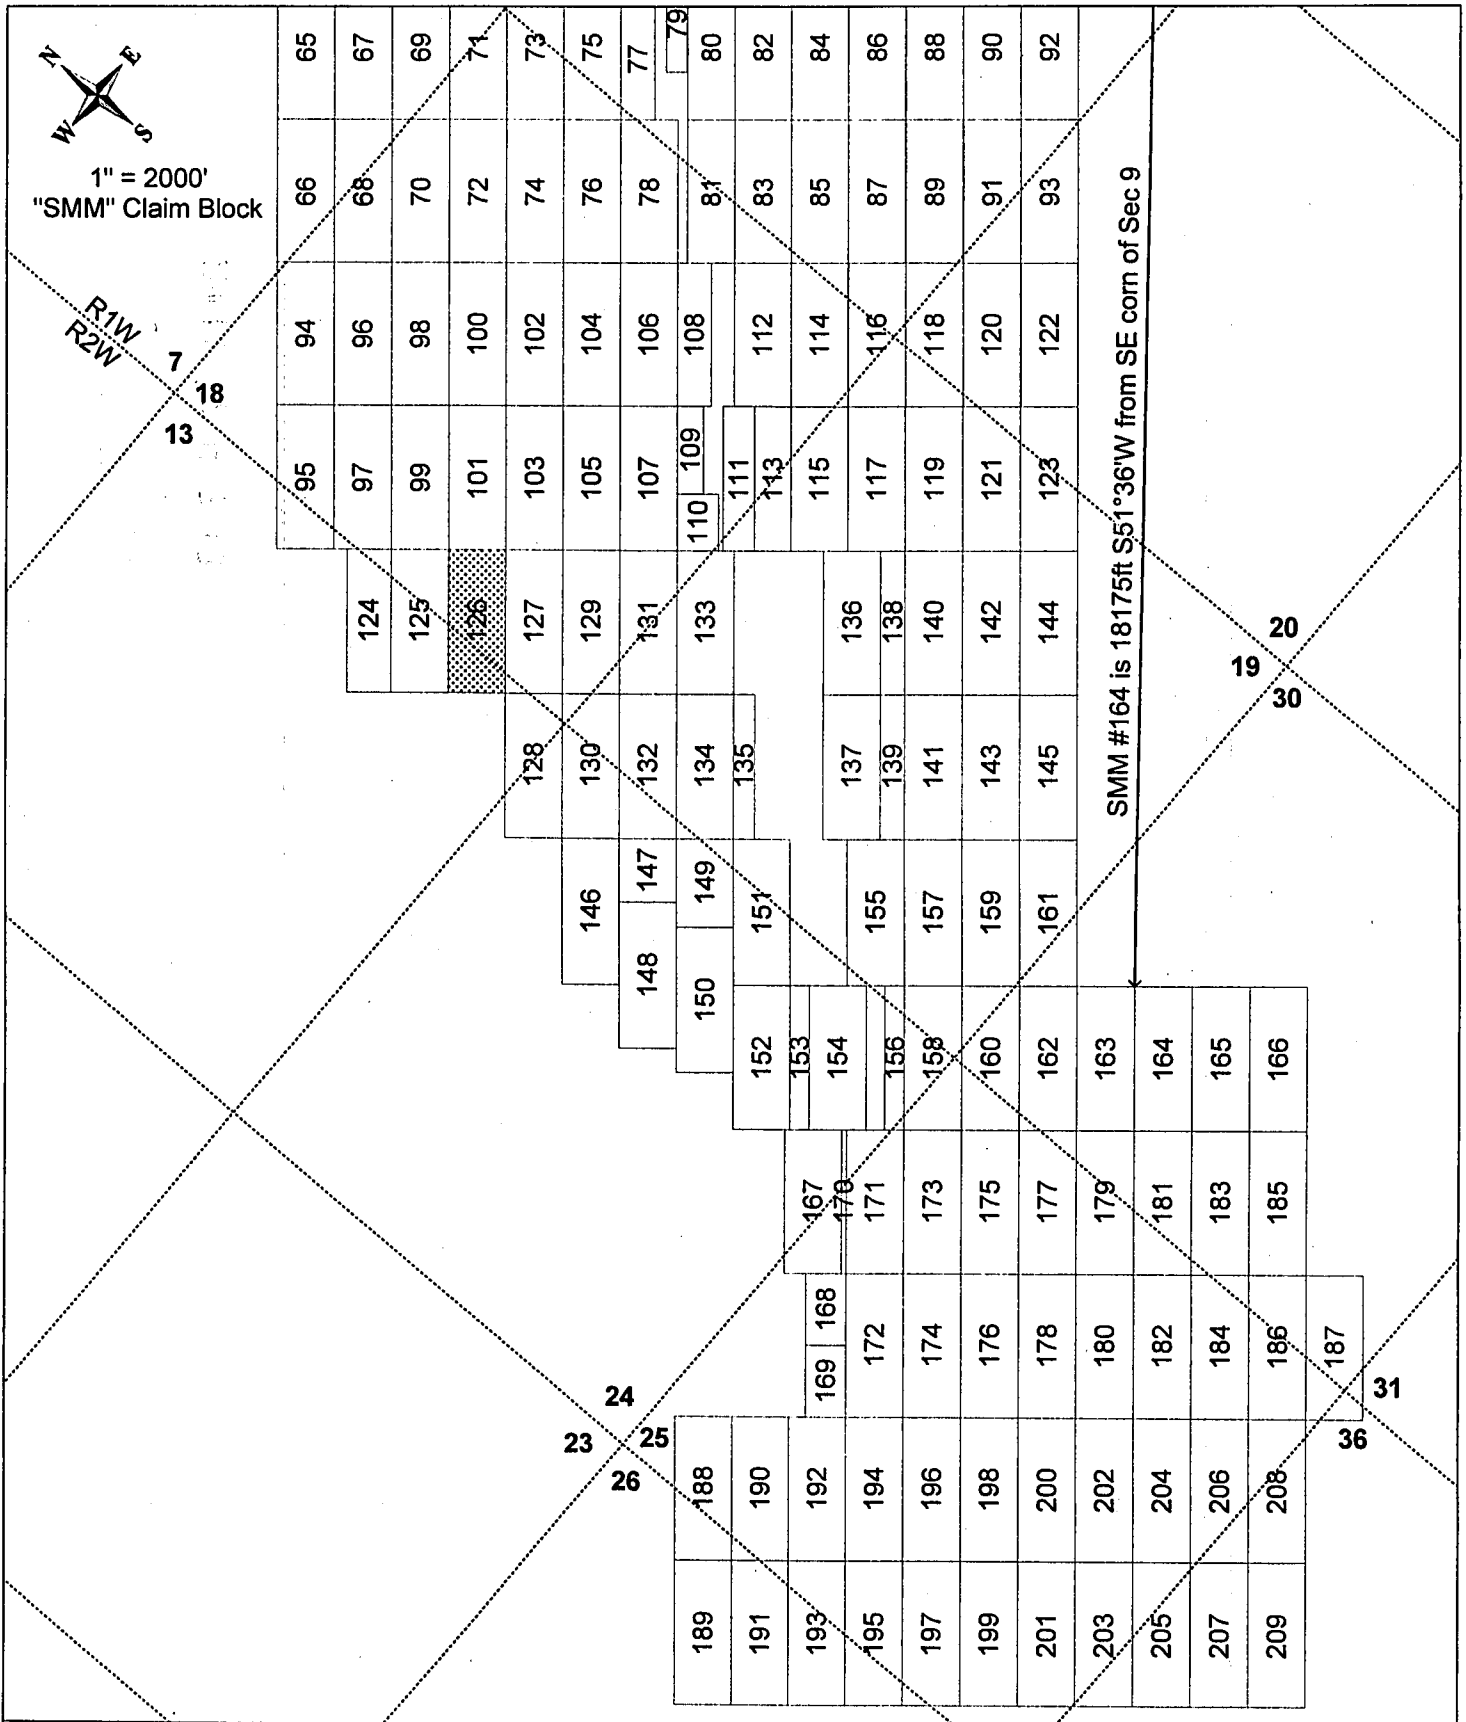 N
E
W
S
1" = 2000'
"SMM" Claim Block
R1W
R2W
7
18
13
65 67 69 71 73 75 77 79 80 82 84 86 88 90 92
66 68 70 72 74 76 78 81 83 85 87 89 91 93
94 96 98 100 102 104 106 108 112 114 116 118 120 122
95 97 99 101 103 105 107 109 110 111 113 115 117 119 121 123
124 125 126 127 129 131 133 136 138 140 142 144
128 130 132 134 135 137 139 141 143 145
146 147 148 149 150 151 155 157 159 161
152 153 154 156 158 160 162 163 164 165 166
167 170 171 173 175 177 179 181 183 185
168 169 172 174 176 178 180 182 184 186 187
188 190 192 194 196 198 200 202 204 206 208
189 191 193 195 197 199 201 203 205 207 209
SMM #164 is 18175ft S51°36'W from SE corn of Sec 9
20
19
30
24
23
25
26
31
36